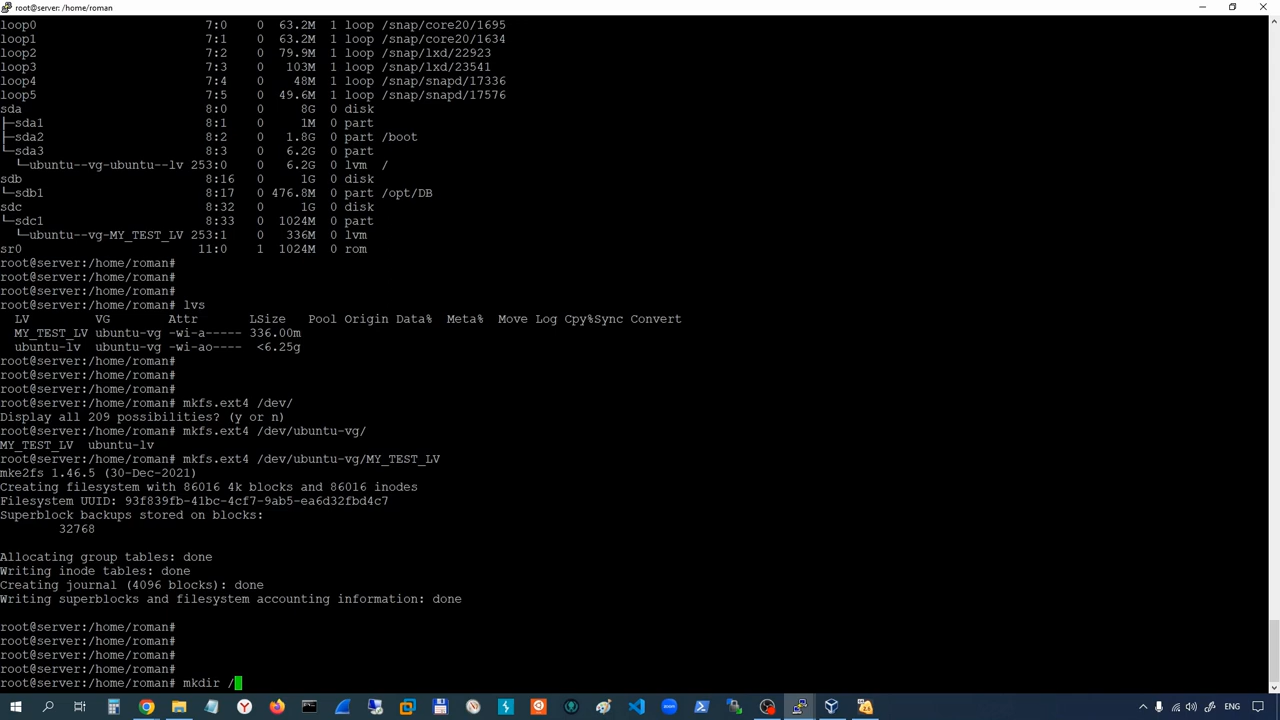 root@server: /home/roman
loop0 7:0 0 63.2M 1 loop /snap/core20/1695
loop1 7:1 0 63.2M 1 loop /snap/core20/1634
loop2 7:2 0 79.9M 1 loop /snap/lxd/22923
loop3 7:3 0 103M 1 loop /snap/lxd/23541
loop4 7:4 0 48M 1 loop /snap/snapd/17336
loop5 7:5 0 49.6M 1 loop /snap/snapd/17576
sda 8:0 0 8G 0 disk
├─sda1 8:1 0 1M 0 part
├─sda2 8:2 0 1.8G 0 part /boot
└─sda3 8:3 0 6.2G 0 part
└─ubuntu--vg-ubuntu--lv 253:0 0 6.2G 0 lvm /
sdb 8:16 0 1G 0 disk
└─sdb1 8:17 0 476.8M 0 part /opt/DB
sdc 8:32 0 1G 0 disk
└─sdc1 8:33 0 1024M 0 part
└─ubuntu--vg-MY_TEST_LV 253:1 0 336M 0 lvm
sr0 11:0 1 1024M 0 rom
root@server:/home/roman#
root@server:/home/roman#
root@server:/home/roman#
root@server:/home/roman# lvs
LV VG Attr LSize Pool Origin Data% Meta% Move Log Cpy%Sync Convert
MY_TEST_LV ubuntu-vg -wi-a----- 336.00m
ubuntu-lv ubuntu-vg -wi-ao---- <6.25g
root@server:/home/roman#
root@server:/home/roman#
root@server:/home/roman#
root@server:/home/roman# mkfs.ext4 /dev/
Display all 209 possibilities? (y or n)
root@server:/home/roman# mkfs.ext4 /dev/ubuntu-vg/
MY_TEST_LV ubuntu-lv
root@server:/home/roman# mkfs.ext4 /dev/ubuntu-vg/MY_TEST_LV
mke2fs 1.46.5 (30-Dec-2021)
Creating filesystem with 86016 4k blocks and 86016 inodes
Filesystem UUID: 93f839fb-41bc-4cf7-9ab5-ea6d32fbd4c7
Superblock backups stored on blocks:
32768
Allocating group tables: done
Writing inode tables: done
Creating journal (4096 blocks): done
Writing superblocks and filesystem accounting information: done
root@server:/home/roman#
root@server:/home/roman#
root@server:/home/roman#
root@server:/home/roman#
root@server:/home/roman# mkdir /
ENG